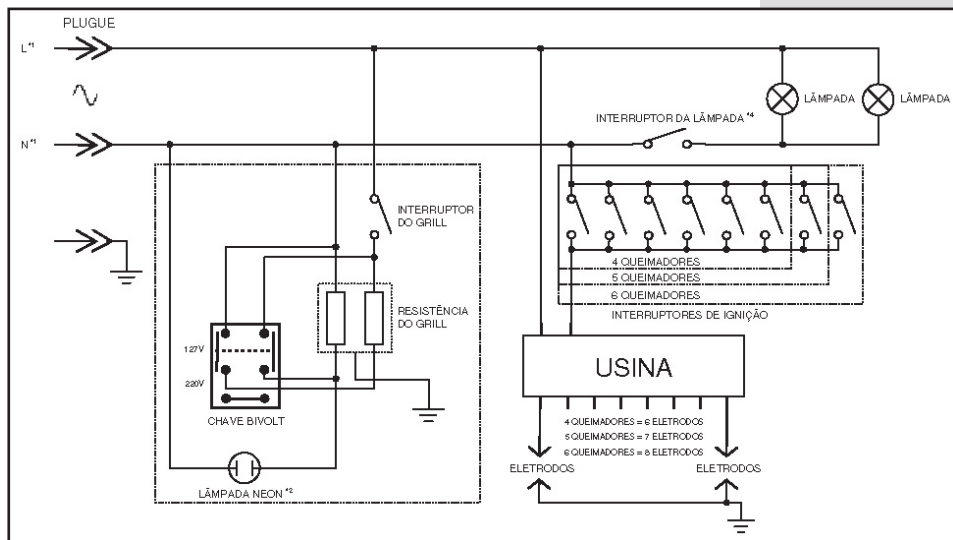 PLUGUE
L*1
N*1
LÂMPADA
LÂMPADA
INTERRUPTOR DA LÂMPADA *4
INTERRUPTOR
DO GRILL
4 QUEIMADORES
5 QUEIMADORES
6 QUEIMADORES
INTERRUPTORES DE IGNIÇÃO
RESISTÊNCIA
DO GRILL
127V
220V
CHAVE BIVOLT
LÂMPADA NEON *2
USINA
4 QUEIMADORES = 6 ELETRODOS
5 QUEIMADORES = 7 ELETRODOS
6 QUEIMADORES = 8 ELETRODOS
ELETRODOS
ELETRODOS